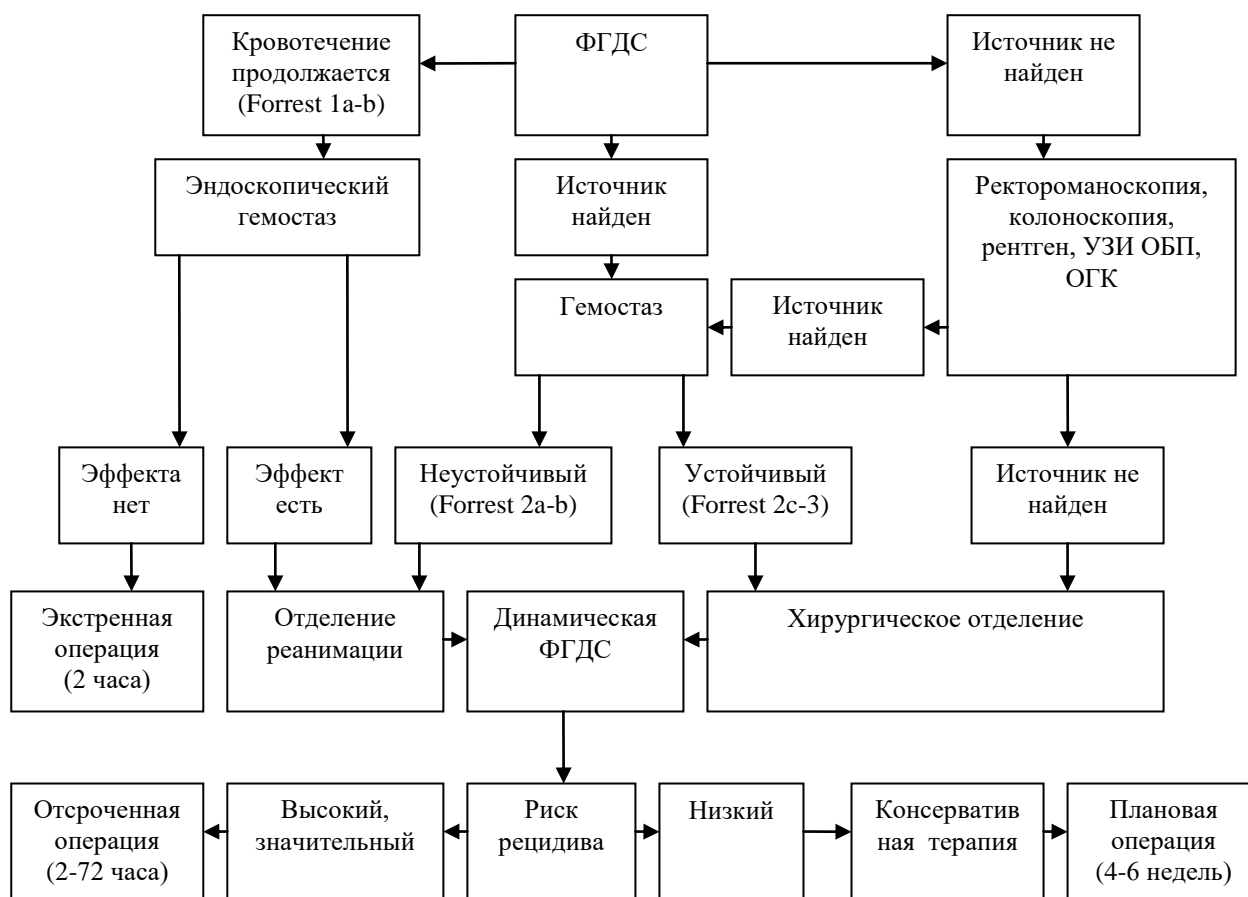 Кровотечение
продолжается
(Forrest 1a-b)
ФГДС
Источник не
найден
Эндоскопический
гемостаз
Источник
найден
Ректороманоскопия,
колоноскопия,
рентген, УЗИ ОБП,
ОГК
Гемостаз
Источник
найден
Эффекта
нет
Эффект
есть
Неустойчивый
(Forrest 2a-b)
Устойчивый
(Forrest 2c-3)
Источник не
найден
Экстренная
операция
(2 часа)
Отделение
реанимации
Динамическая
ФГДС
Хирургическое отделение
Отсроченная
операция
(2-72 часа)
Высокий,
значительный
Риск
рецидива
Низкий
Консерватив
ная терапия
Плановая
операция
(4-6 недель)